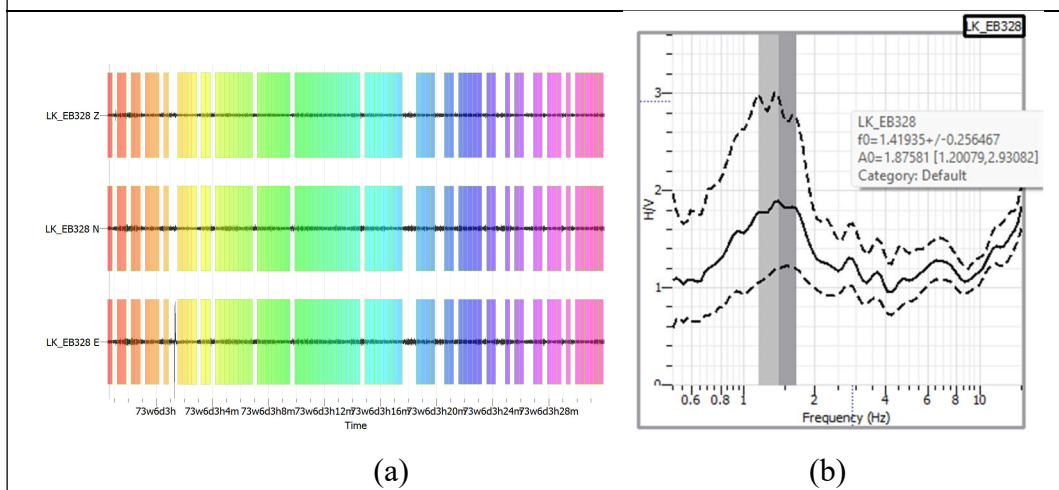 LK_EB328 Z
LK_EB328 N
LK_EB328 E
73w6d3h 73w6d3h4m 73w6d3h8m 73w6d3h12m 73w6d3h16m 73w6d3h20m 73w6d3h24m 73w6d3h28m
Time
(a)
LK_EB328
3
2
1
0
H/V
LK_EB328
f0=1.41935+/-0.256467
A0=1.87581 [1.20079,2.93082]
Category: Default
0.6 0.8 1 2 4 6 8 10
Frequency (Hz)
(b)